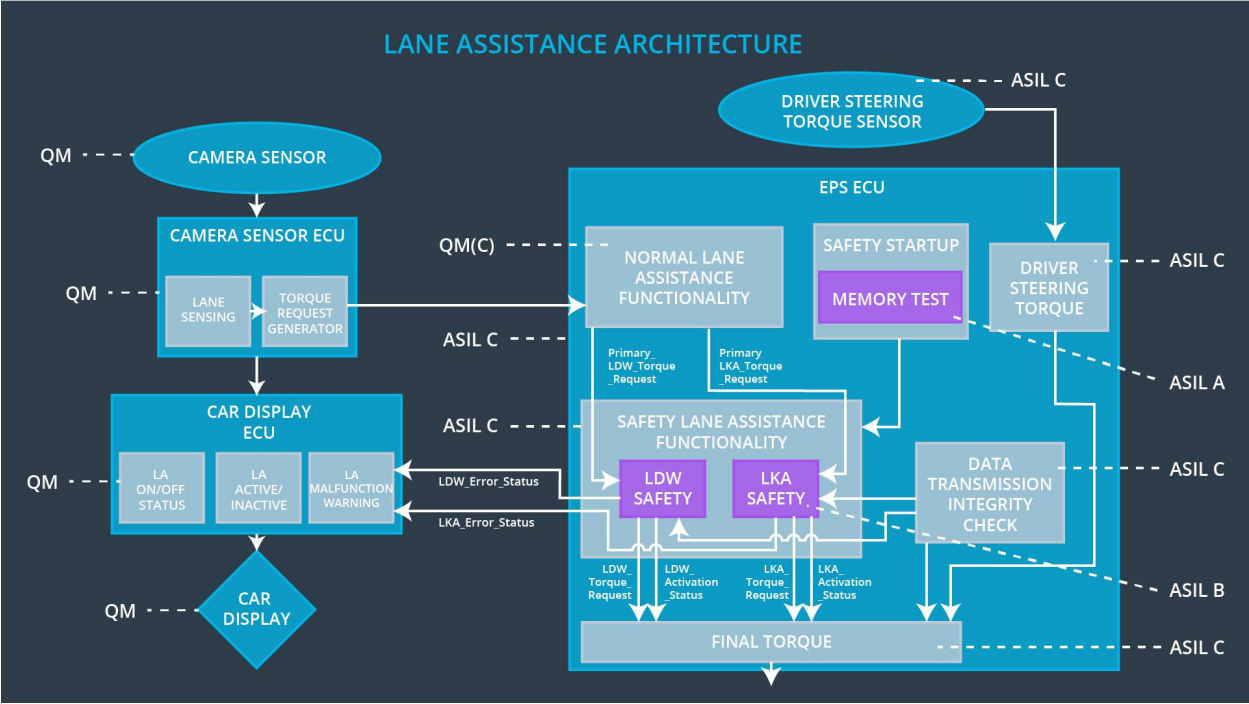 LANE ASSISTANCE ARCHITECTURE
ASIL C
DRIVER STEERING
TORQUE SENSOR
QM
CAMERA SENSOR
EPS ECU
CAMERA SENSOR ECU
QM
LANE
SENSING
TORQUE
REQUEST
GENERATOR
QM(C)
NORMAL LANE
ASSISTANCE
FUNCTIONALITY
SAFETY STARTUP
MEMORY TEST
DRIVER
STEERING
TORQUE
ASIL C
ASIL C
Primary_
LDW_Torque
_Request
Primary
LKA_Torque
_Request
ASIL A
CAR DISPLAY
ECU
QM
LA
ON/OFF
STATUS
LA
ACTIVE/
INACTIVE
LA
MALFUNCTION
WARNING
ASIL C
SAFETY LANE ASSISTANCE
FUNCTIONALITY
LDW
SAFETY
LKA
SAFETY
DATA
TRANSMISSION
INTEGRITY
CHECK
ASIL C
LDW_Error_Status
LKA_Error_Status
LDW_
Torque_
Request
LDW_
Activation
_Status
LKA_
Torque_
Request
LKA_
Activation
_Status
ASIL B
QM
CAR
DISPLAY
FINAL TORQUE
ASIL C